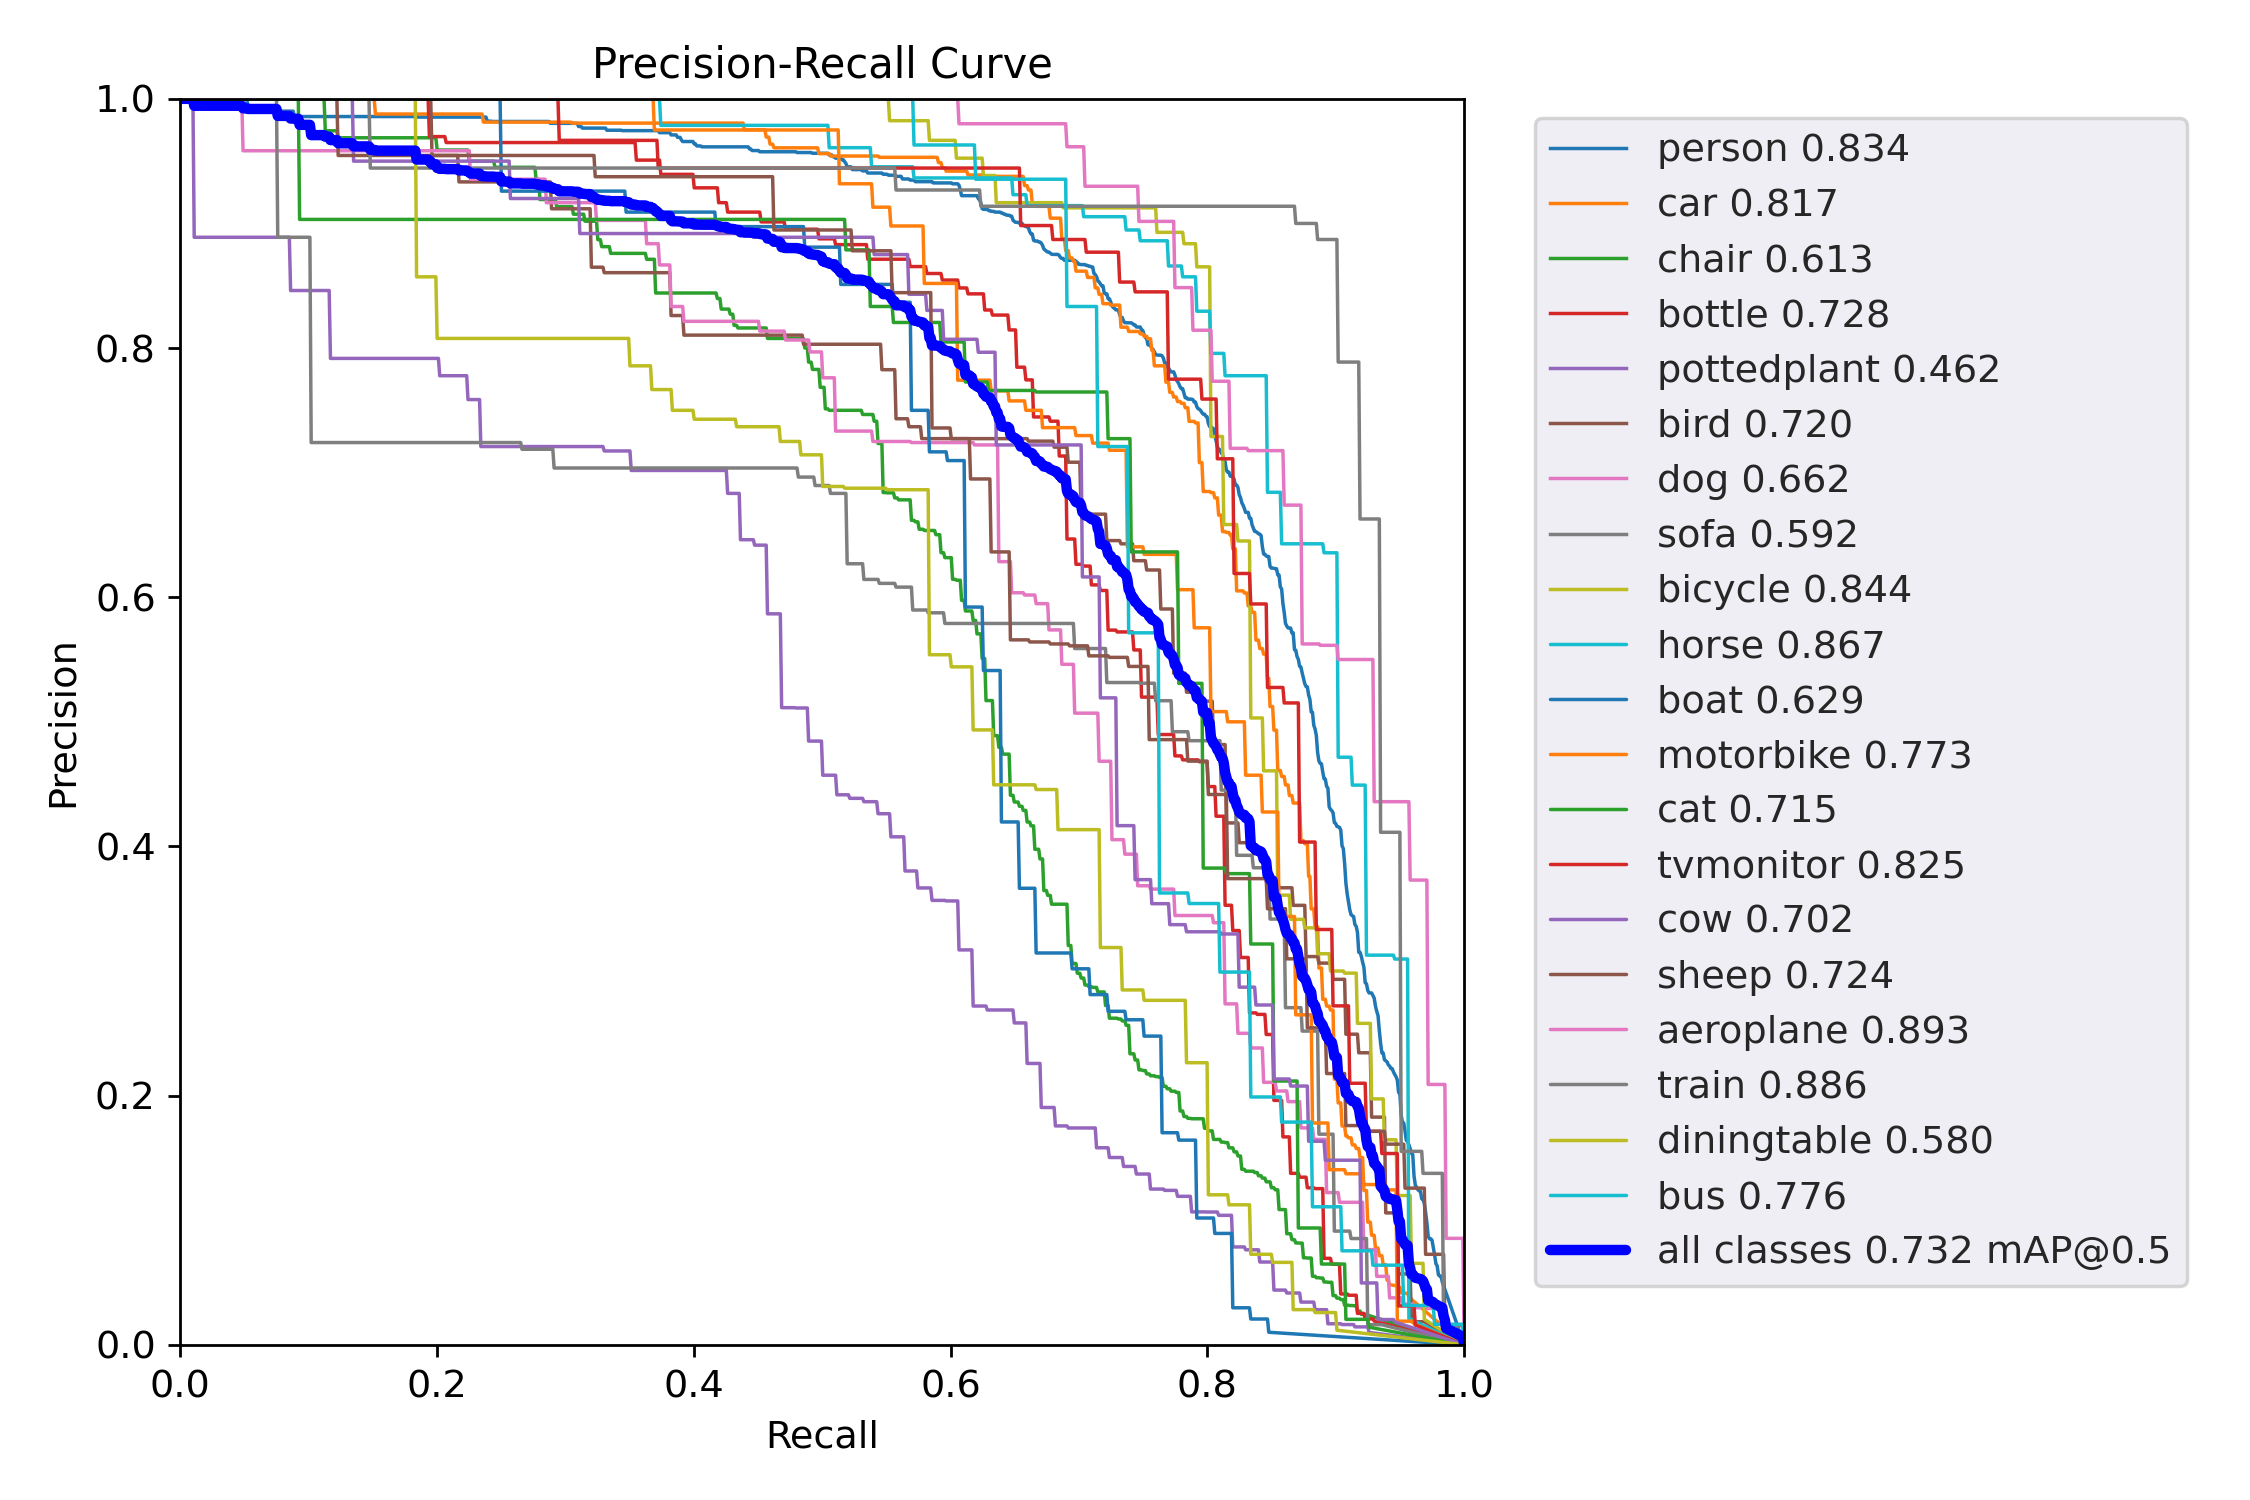 Precision-Recall Curve
1.0
0.8
0.6
0.4
0.2
0.0
Precision
0.0 0.2 0.4 0.6 0.8 1.0
Recall
person 0.834
car 0.817
chair 0.613
bottle 0.728
pottedplant 0.462
bird 0.720
dog 0.662
sofa 0.592
bicycle 0.844
horse 0.867
boat 0.629
motorbike 0.773
cat 0.715
tvmonitor 0.825
cow 0.702
sheep 0.724
aeroplane 0.893
train 0.886
diningtable 0.580
bus 0.776
all classes 0.732 mAP@0.5